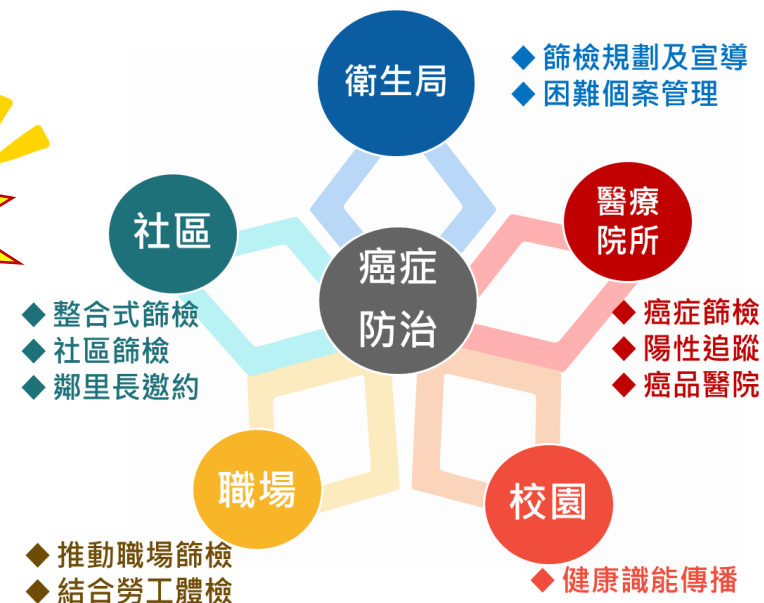 衛生局
◆ 篩檢規劃及宣導
◆ 困難個案管理
醫療
院所
◆ 癌症篩檢
◆ 陽性追蹤
◆ 癌品醫院
社區
◆ 整合式篩檢
◆ 社區篩檢
◆ 鄰里長邀約
癌症
防治
職場
◆ 推動職場篩檢
◆ 結合勞工體檢
校園
◆ 健康識能傳播